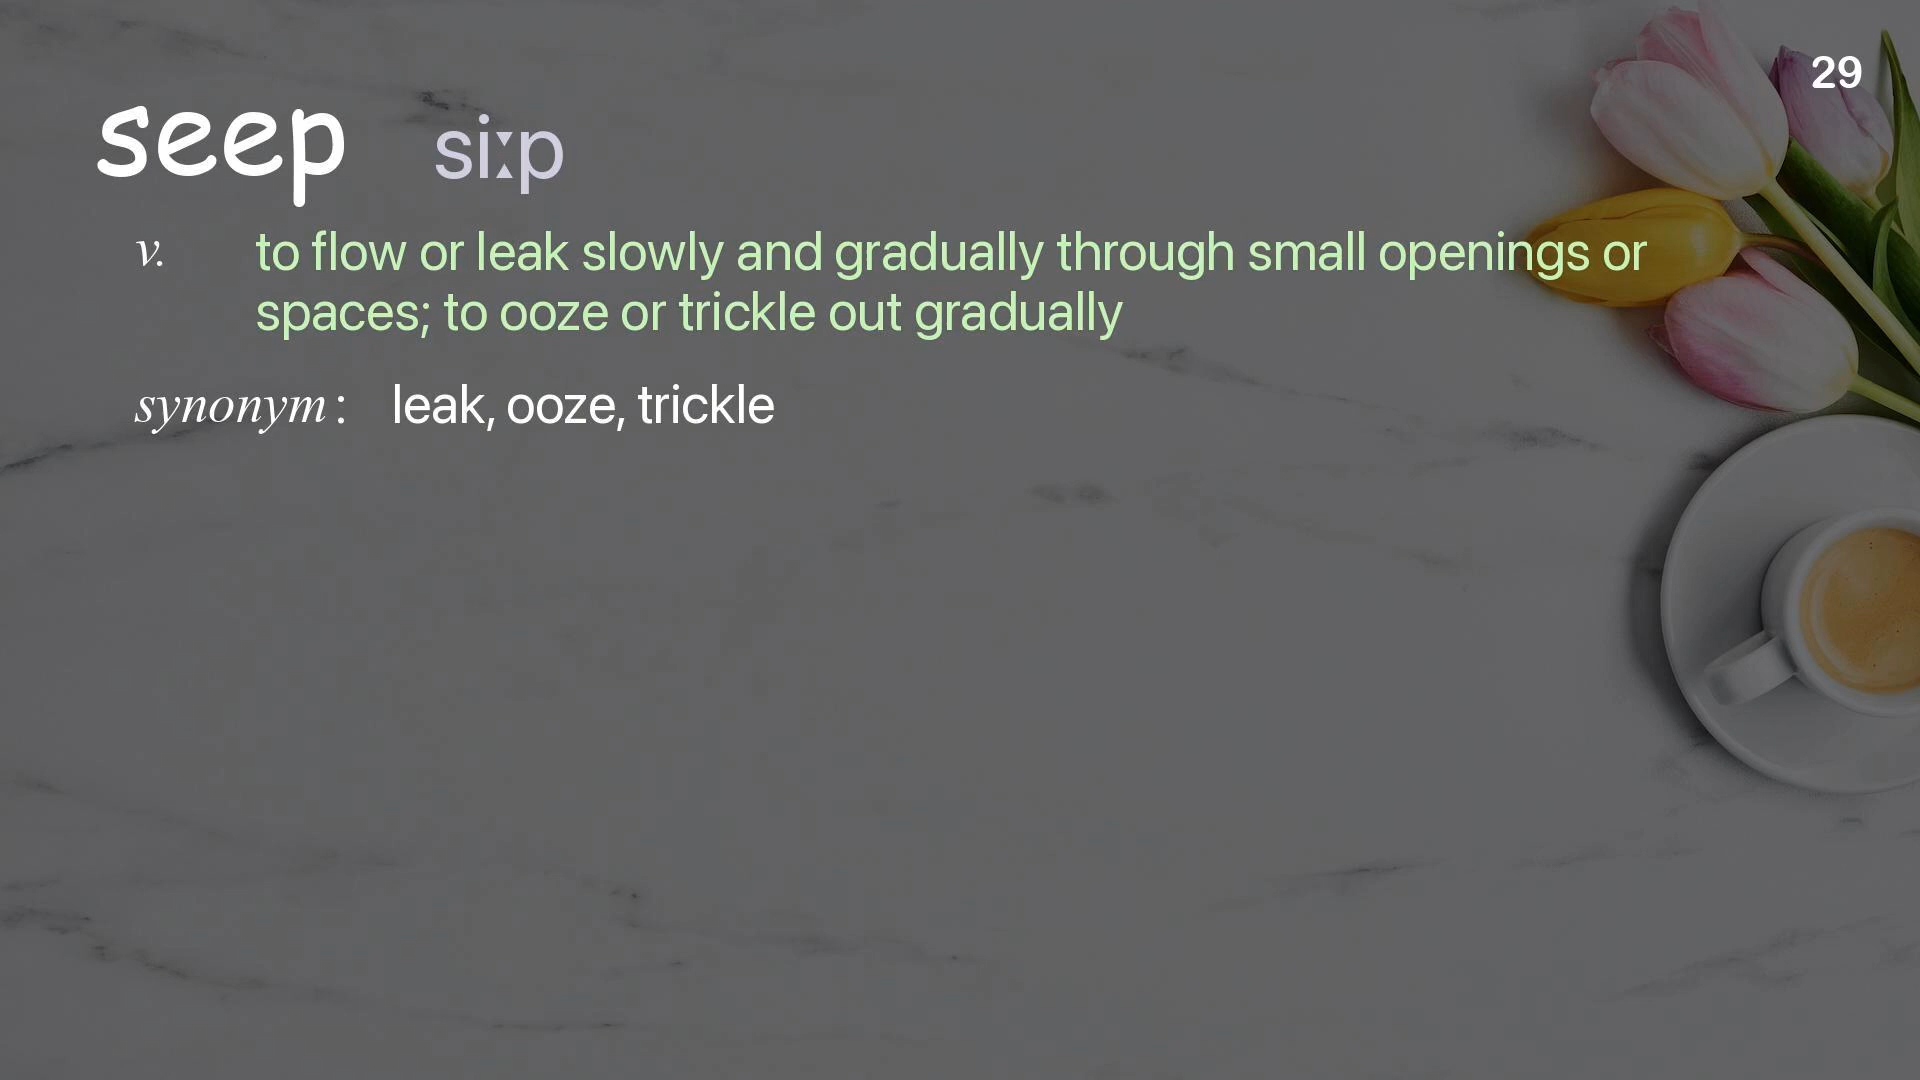 29
seep siːp
v. to flow or leak slowly and gradually through small openings or
spaces; to ooze or trickle out gradually
synonym : leak, ooze, trickle